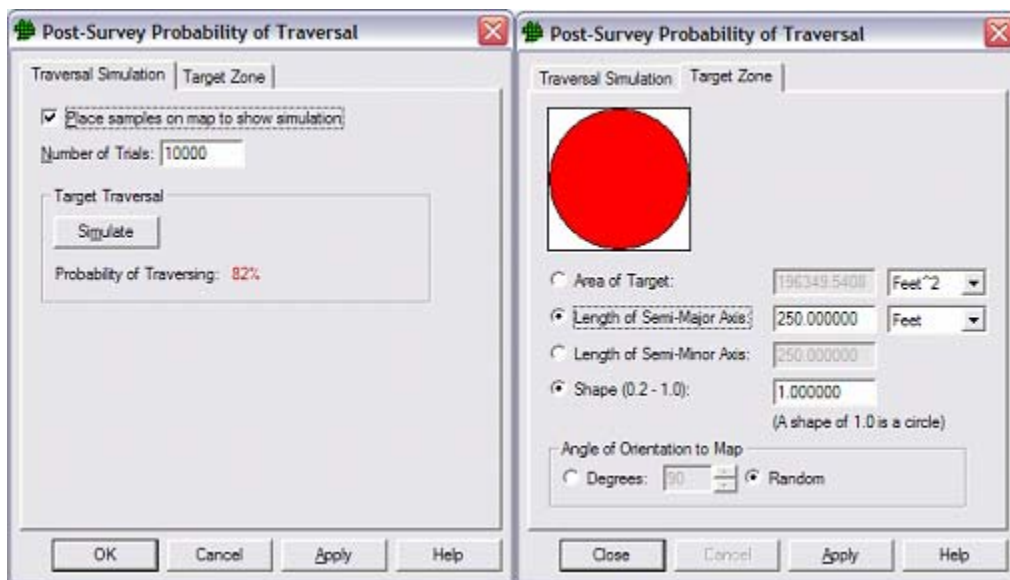 Post-Survey Probability of Traversal
Traversal Simulation Target Zone
Place samples on map to show simulation
Number of Trials: 10000
Target Traversal
Simulate
Probability of Traversing: 82%
OK Cancel Apply Help
Post-Survey Probability of Traversal
Traversal Simulation Target Zone
Area of Target: 196349.5408 Feet^2
Length of Semi-Major Axis: 250.000000 Feet
Length of Semi-Minor Axis: 250.000000
Shape (0.2 - 1.0): 1.000000
(A shape of 1.0 is a circle)
Angle of Orientation to Map
Degrees: 90 Random
Close Cancel Apply Help